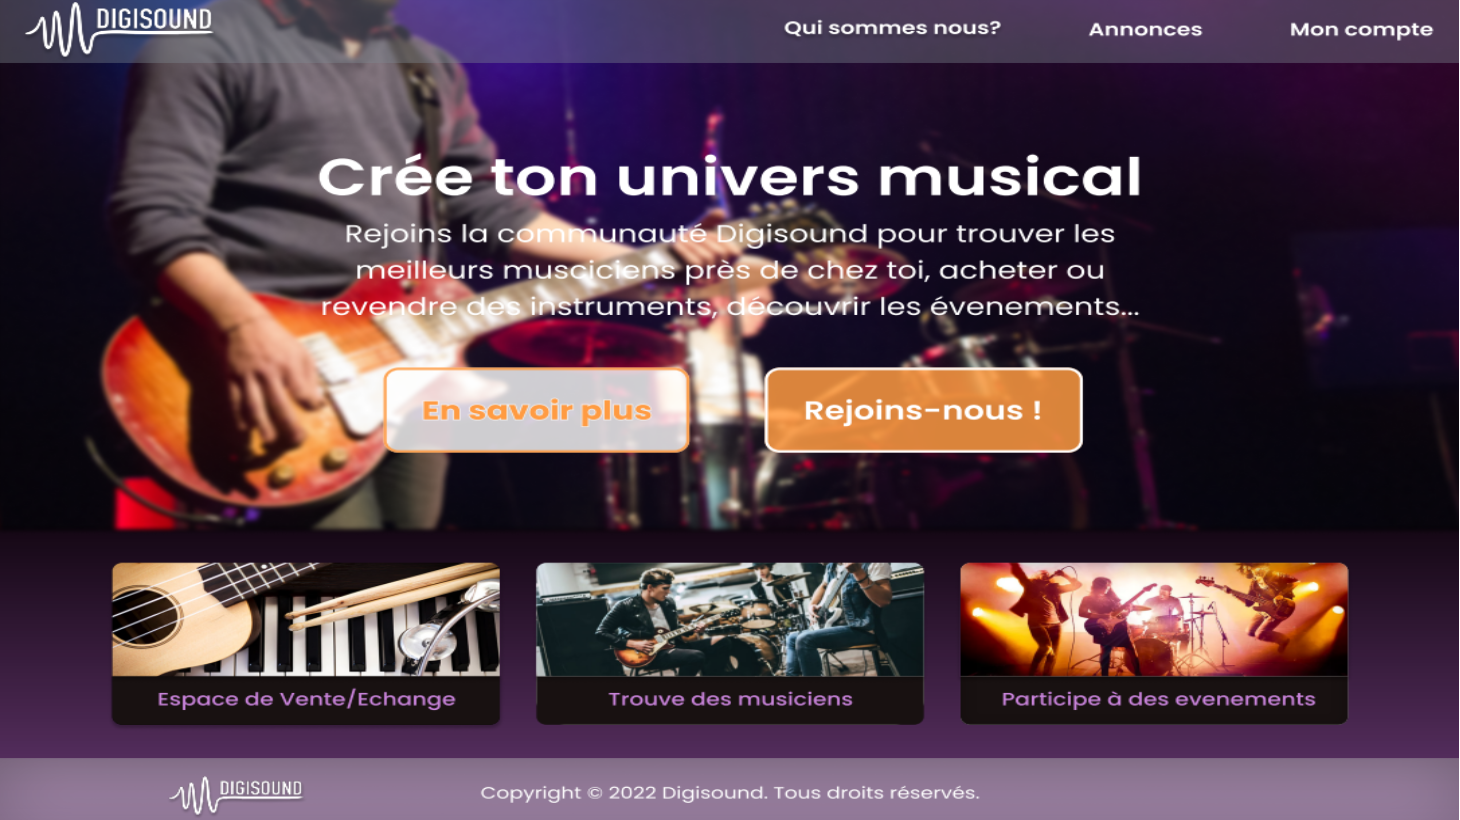 DIGISOUND
Qui sommes nous?
Annonces
Mon compte
Crée ton univers musical
Rejoins la communauté Digisound pour trouver les
meilleurs musciciens près de chez toi, acheter ou
revendre des instruments, découvrir les évenements...
En savoir plus
Rejoins-nous !
Espace de Vente/Echange
Trouve des musiciens
Participe à des evenements
DIGISOUND
Copyright © 2022 Digisound. Tous droits réservés.